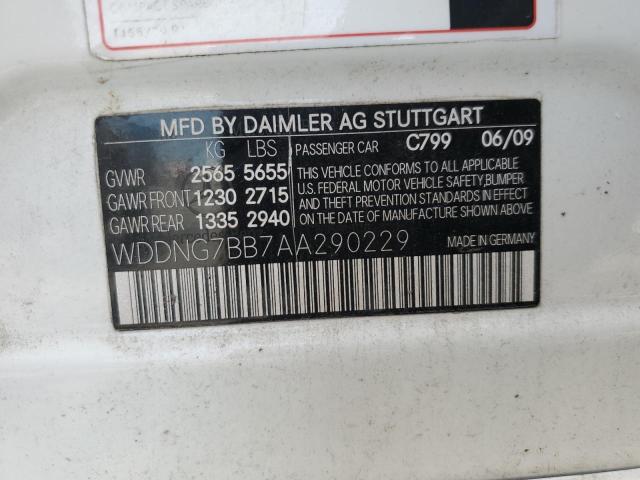 MFD BY DAIMLER AG STUTTGART
KG LBS PASSENGER CAR C799 06/09
GVWR 2565 5655 THIS VEHICLE CONFORMS TO ALL APPLICABLE
GAWR FRONT 1230 2715 U.S. FEDERAL MOTOR VEHICLE SAFETY, BUMPER
GAWR REAR 1335 2940 AND THEFT PREVENTION STANDARDS IN EFFECT
ON THE DATE OF MANUFACTURE SHOWN ABOVE.
WDDNG7BB7AA290229 MADE IN GERMANY